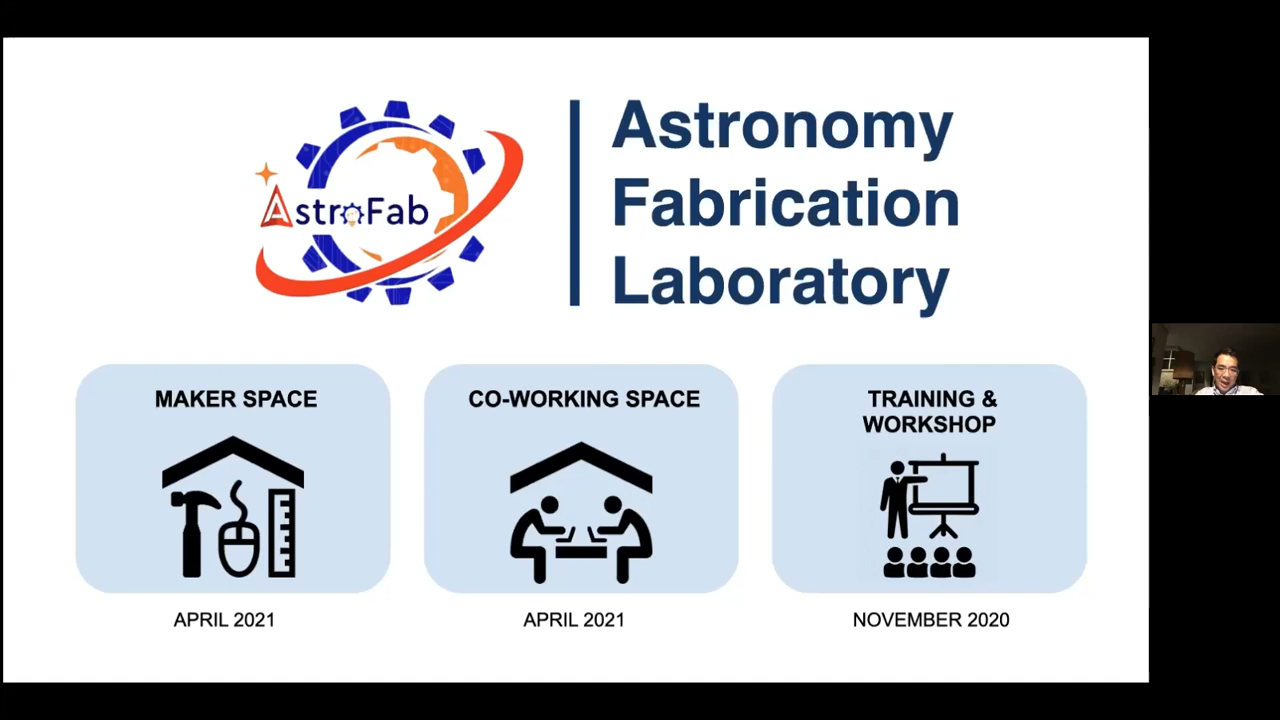 AstroFab
Astronomy
Fabrication
Laboratory
MAKER SPACE
CO-WORKING SPACE
TRAINING &
WORKSHOP
APRIL 2021
APRIL 2021
NOVEMBER 2020